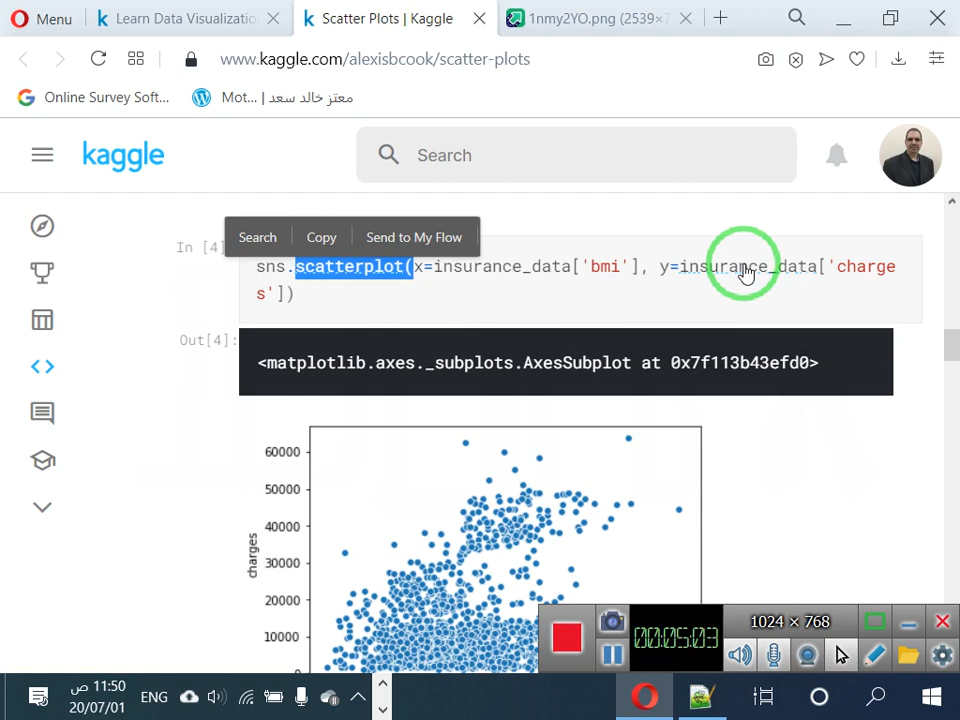 Menu
Learn Data Visualizatio
Scatter Plots | Kaggle
1nmy2YO.png (2539×7
www.kaggle.com/alexisbcook/scatter-plots
Online Survey Soft...
Mot... | معتز خالد سعد
kaggle
Search
Search
Copy
Send to My Flow
In [4]
sns.scatterplot(x=insurance_data['bmi'], y=insurance_data['charge
s'])
Out[4]:
<matplotlib.axes._subplots.AxesSubplot at 0x7f113b43efd0>
60000
50000
40000
30000
20000
10000
0
charges
00:05:03
1024 × 768
11:50 ص
20/07/01
ENG